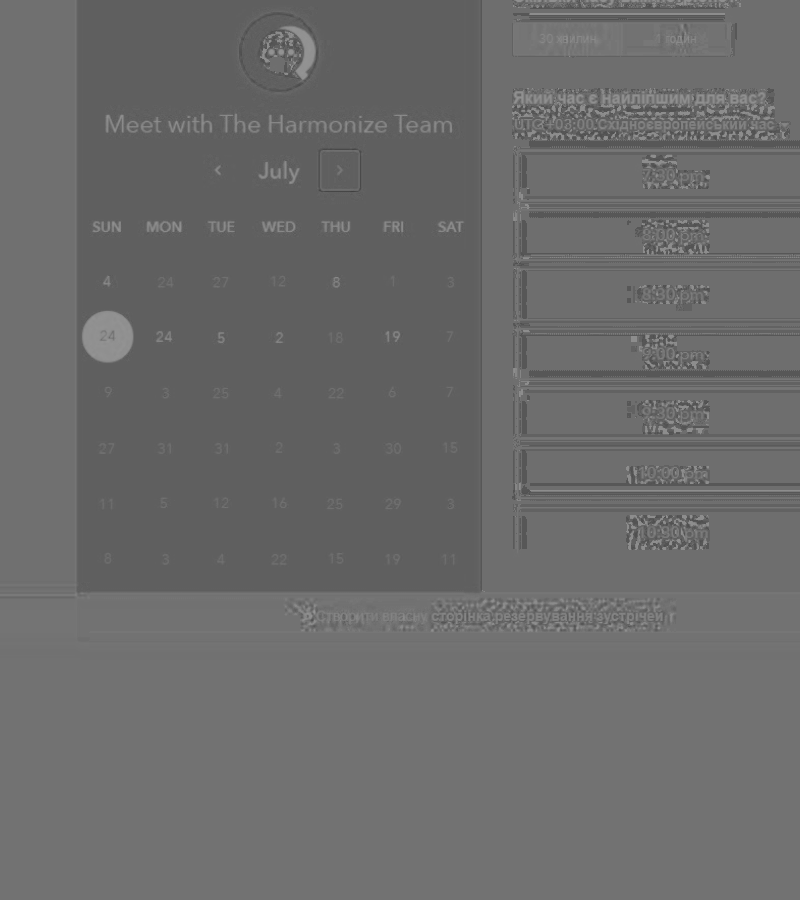 Meet with The Harmonize Team
July
SUN MON TUE WED THU FRI SAT
4 24 27 12 8 1 3
24 24 5 2 18 19 7
9 3 25 4 22 6 7
27 31 31 2 3 30 15
11 5 12 16 25 29 3
8 3 4 22 15 19 11
30 хвилин 1 годин
Який час є найліпшим для вас?
UTC+03:00 Східноєвропейський час
7:30 pm
8:00 pm
8:30 pm
9:00 pm
9:30 pm
10:00 pm
10:30 pm
Створити власну сторінка резервування зустрічей